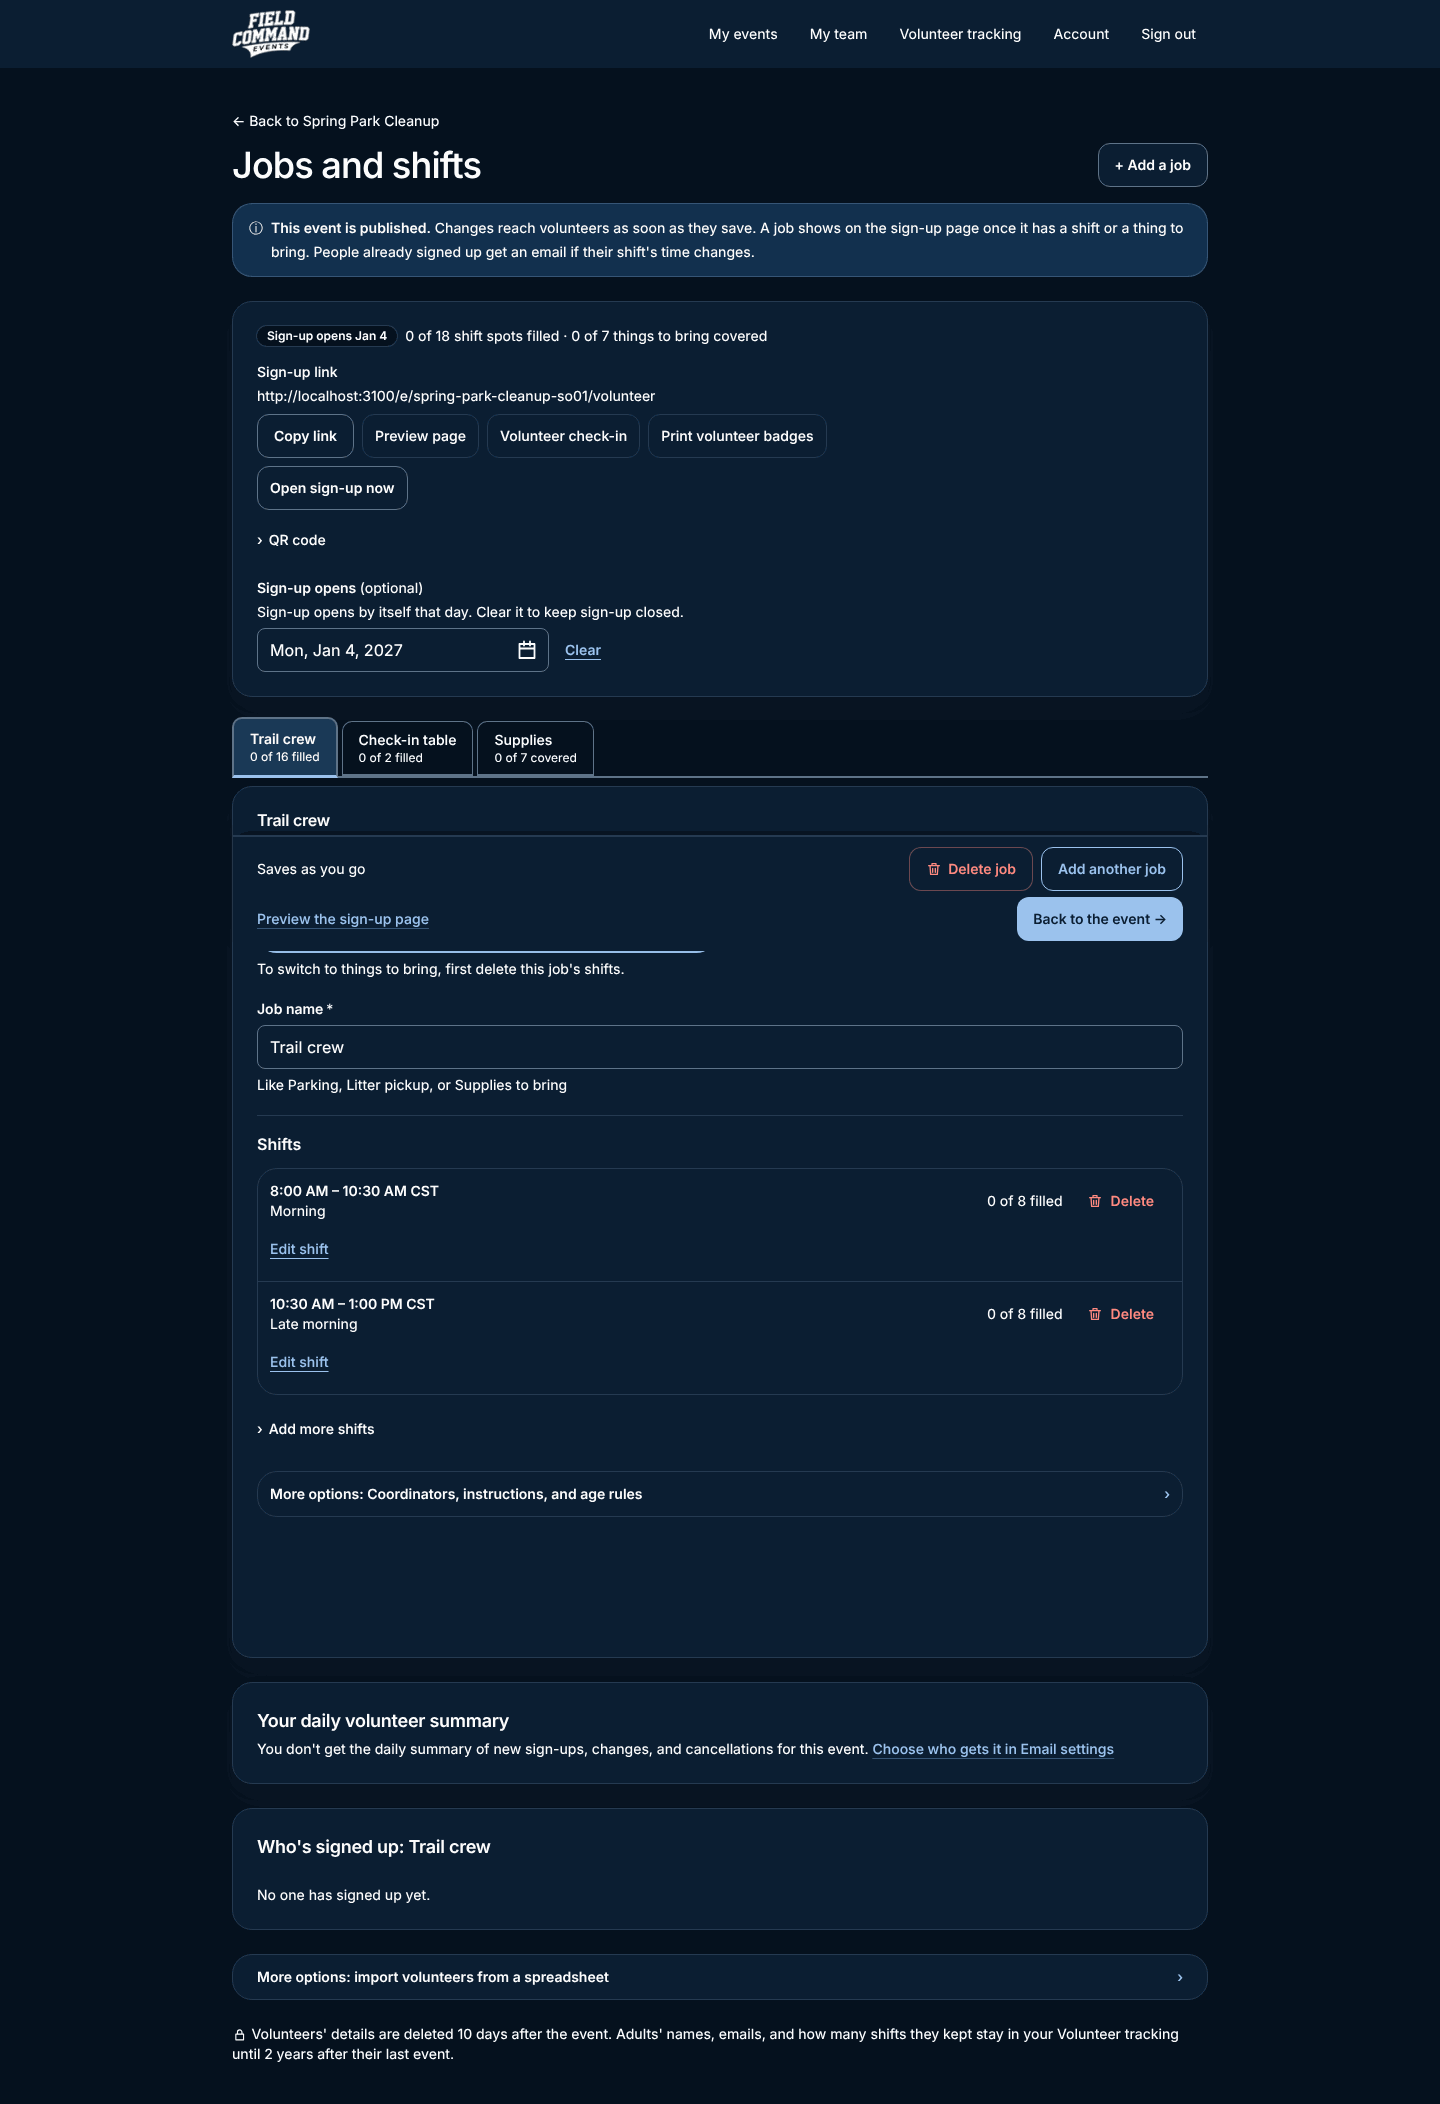 FIELD
COMMAND
EVENTS
My events
My team
Volunteer tracking
Account
Sign out
← Back to Spring Park Cleanup
Jobs and shifts
+ Add a job
This event is published. Changes reach volunteers as soon as they save. A job shows on the sign-up page once it has a shift or a thing to
bring. People already signed up get an email if their shift's time changes.
Sign-up opens Jan 4
0 of 18 shift spots filled · 0 of 7 things to bring covered
Sign-up link
http://localhost:3100/e/spring-park-cleanup-so01/volunteer
Copy link
Preview page
Volunteer check-in
Print volunteer badges
Open sign-up now
› QR code
Sign-up opens (optional)
Sign-up opens by itself that day. Clear it to keep sign-up closed.
Mon, Jan 4, 2027
Clear
Trail crew
0 of 16 filled
Check-in table
0 of 2 filled
Supplies
0 of 7 covered
Trail crew
Saves as you go
Delete job
Add another job
Preview the sign-up page
Back to the event →
To switch to things to bring, first delete this job's shifts.
Job name *
Trail crew
Like Parking, Litter pickup, or Supplies to bring
Shifts
8:00 AM – 10:30 AM CST
Morning
0 of 8 filled
Delete
Edit shift
10:30 AM – 1:00 PM CST
Late morning
0 of 8 filled
Delete
Edit shift
› Add more shifts
More options: Coordinators, instructions, and age rules ›
Your daily volunteer summary
You don't get the daily summary of new sign-ups, changes, and cancellations for this event. Choose who gets it in Email settings
Who's signed up: Trail crew
No one has signed up yet.
More options: import volunteers from a spreadsheet ›
Volunteers' details are deleted 10 days after the event. Adults' names, emails, and how many shifts they kept stay in your Volunteer tracking
until 2 years after their last event.